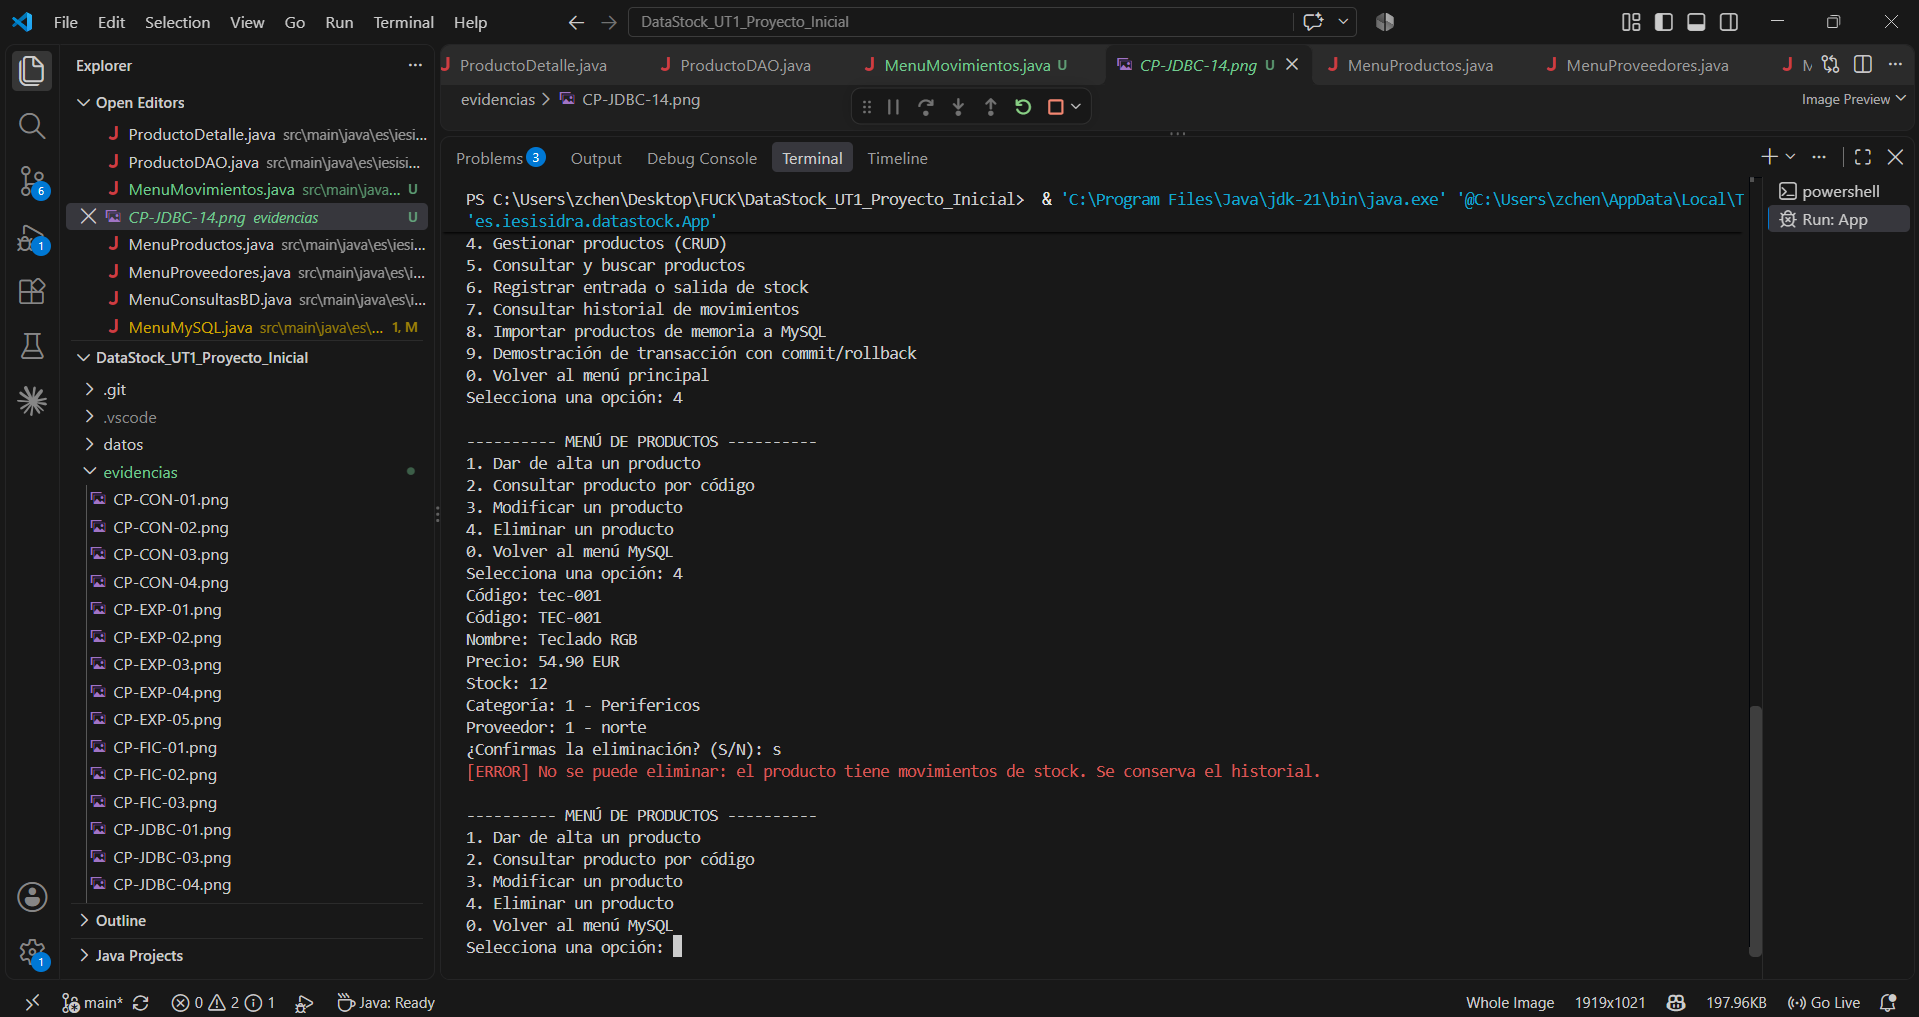 File Edit Selection View Go Run Terminal Help
DataStock_UT1_Proyecto_Inicial
Explorer
Open Editors
ProductoDetalle.java src\main\java\es\iesi...
ProductoDAO.java src\main\java\es\iesisi...
MenuMovimientos.java src\main\java... U
CP-JDBC-14.png evidencias U
MenuProductos.java src\main\java\es\iesi...
MenuProveedores.java src\main\java\es\i...
MenuConsultasBD.java src\main\java\es\i...
MenuMySQL.java src\main\java\es\... 1, M
DataStock_UT1_Proyecto_Inicial
.git
.vscode
datos
evidencias
CP-CON-01.png
CP-CON-02.png
CP-CON-03.png
CP-CON-04.png
CP-EXP-01.png
CP-EXP-02.png
CP-EXP-03.png
CP-EXP-04.png
CP-EXP-05.png
CP-FIC-01.png
CP-FIC-02.png
CP-FIC-03.png
CP-JDBC-01.png
CP-JDBC-03.png
CP-JDBC-04.png
Outline
Java Projects
6
1
1
ProductoDetalle.java ProductoDAO.java MenuMovimientos.java U CP-JDBC-14.png U MenuProductos.java MenuProveedores.java M
evidencias > CP-JDBC-14.png
Image Preview
Problems 3 Output Debug Console Terminal Timeline
powershell
Run: App
PS C:\Users\zchen\Desktop\FUCK\DataStock_UT1_Proyecto_Inicial> & 'C:\Program Files\Java\jdk-21\bin\java.exe' '@C:\Users\zchen\AppData\Local\T
'es.iesisidra.datastock.App'
4. Gestionar productos (CRUD)
5. Consultar y buscar productos
6. Registrar entrada o salida de stock
7. Consultar historial de movimientos
8. Importar productos de memoria a MySQL
9. Demostración de transacción con commit/rollback
0. Volver al menú principal
Selecciona una opción: 4
---------- MENÚ DE PRODUCTOS ----------
1. Dar de alta un producto
2. Consultar producto por código
3. Modificar un producto
4. Eliminar un producto
0. Volver al menú MySQL
Selecciona una opción: 4
Código: tec-001
Código: TEC-001
Nombre: Teclado RGB
Precio: 54.90 EUR
Stock: 12
Categoría: 1 - Perifericos
Proveedor: 1 - norte
¿Confirmas la eliminación? (S/N): s
[ERROR] No se puede eliminar: el producto tiene movimientos de stock. Se conserva el historial.
---------- MENÚ DE PRODUCTOS ----------
1. Dar de alta un producto
2. Consultar producto por código
3. Modificar un producto
4. Eliminar un producto
0. Volver al menú MySQL
Selecciona una opción:
main* 0 2 1 Java: Ready Whole Image 1919x1021 197.96KB Go Live